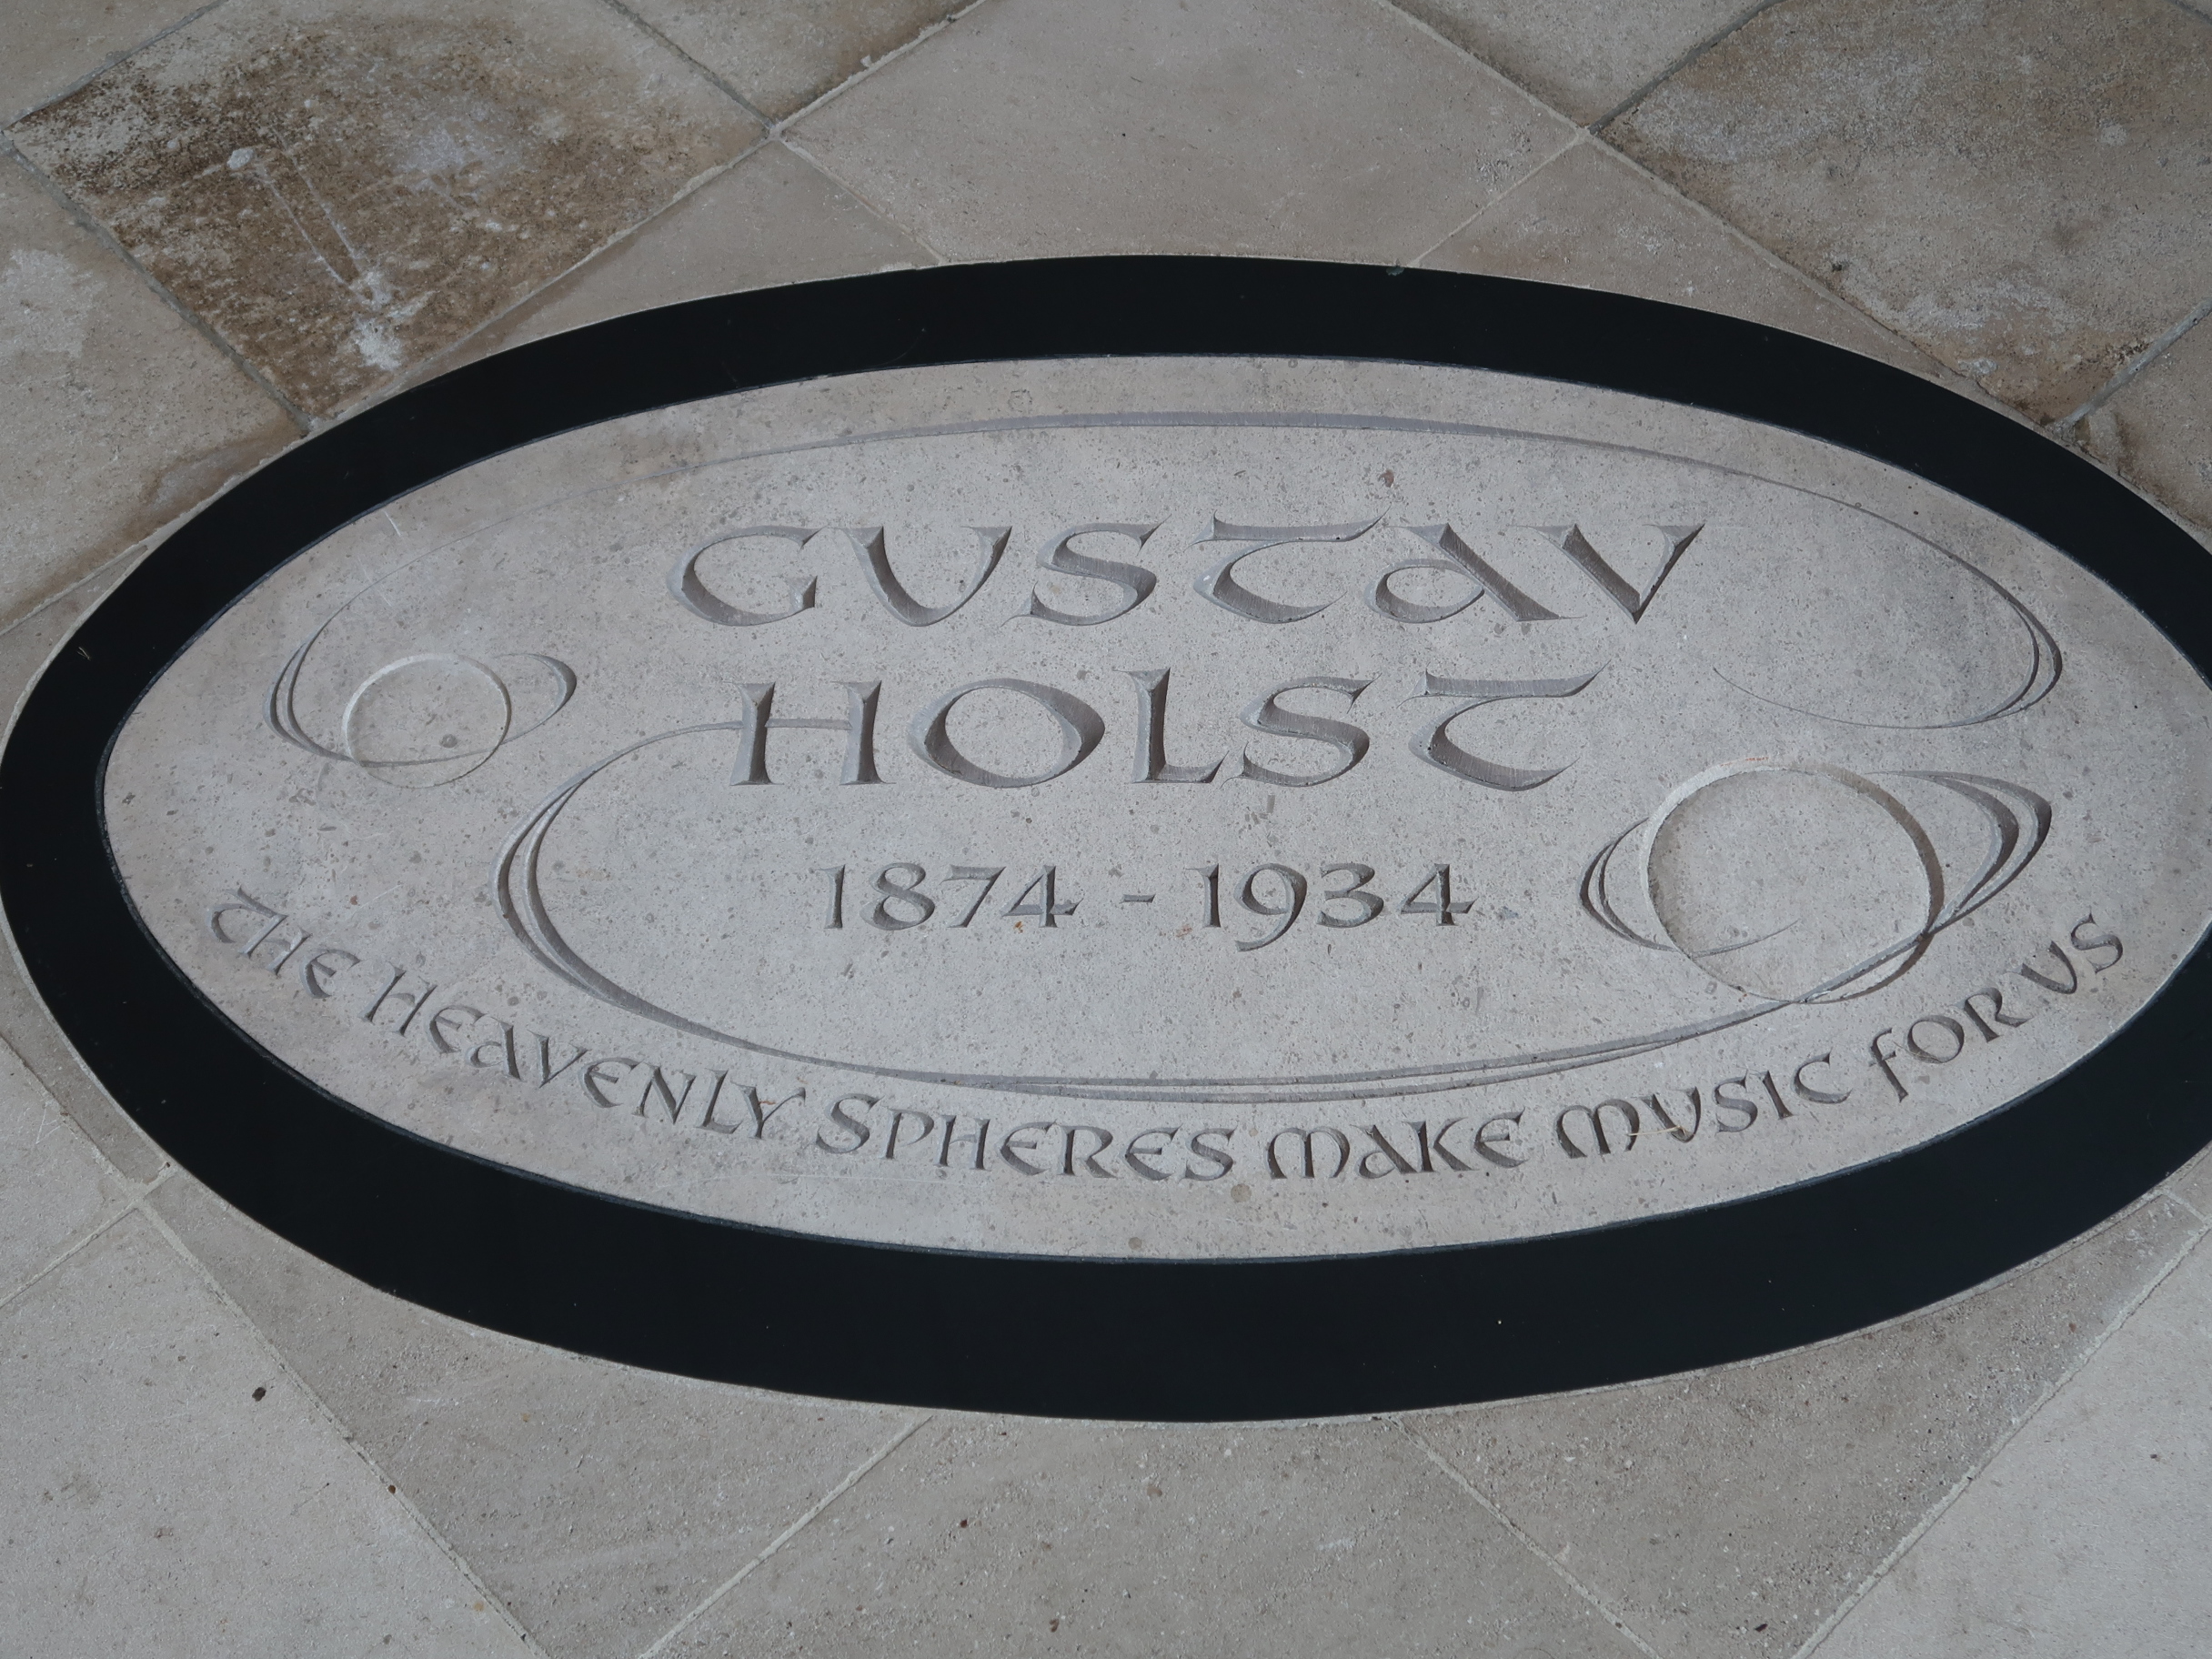 GUSTAV
HOLST
1874 - 1934
THE HEAVENLY SPHERES MAKE MUSIC FOR US